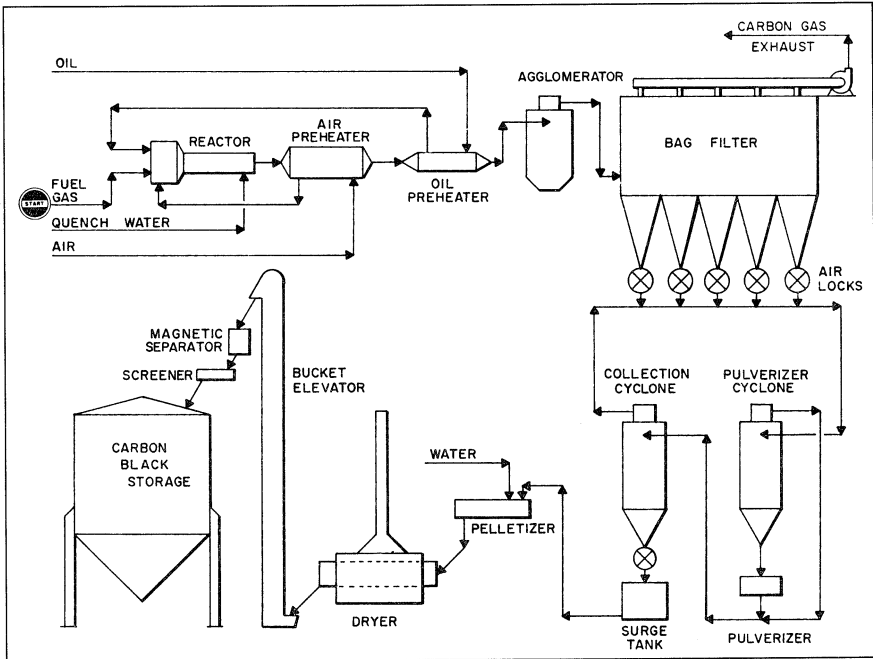 CARBON GAS
EXHAUST
OIL
AGGLOMERATOR
AIR
PREHEATER
REACTOR
BAG FILTER
OIL
PREHEATER
FUEL
GAS
START
QUENCH WATER
AIR
AIR
LOCKS
MAGNETIC
SEPARATOR
SCREENER
BUCKET
ELEVATOR
COLLECTION
CYCLONE
PULVERIZER
CYCLONE
CARBON
BLACK
STORAGE
WATER
PELLETIZER
DRYER
SURGE
TANK
PULVERIZER